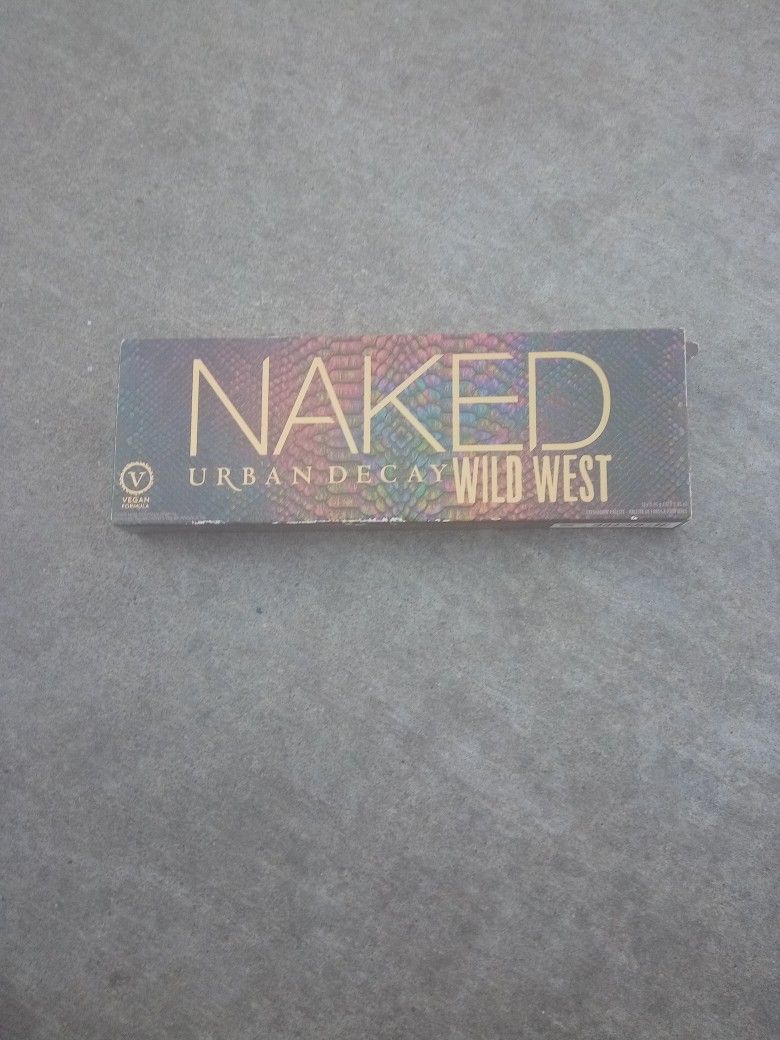 NAKED
URBAN DECAY WILD WEST
V
VEGAN
FORMULA